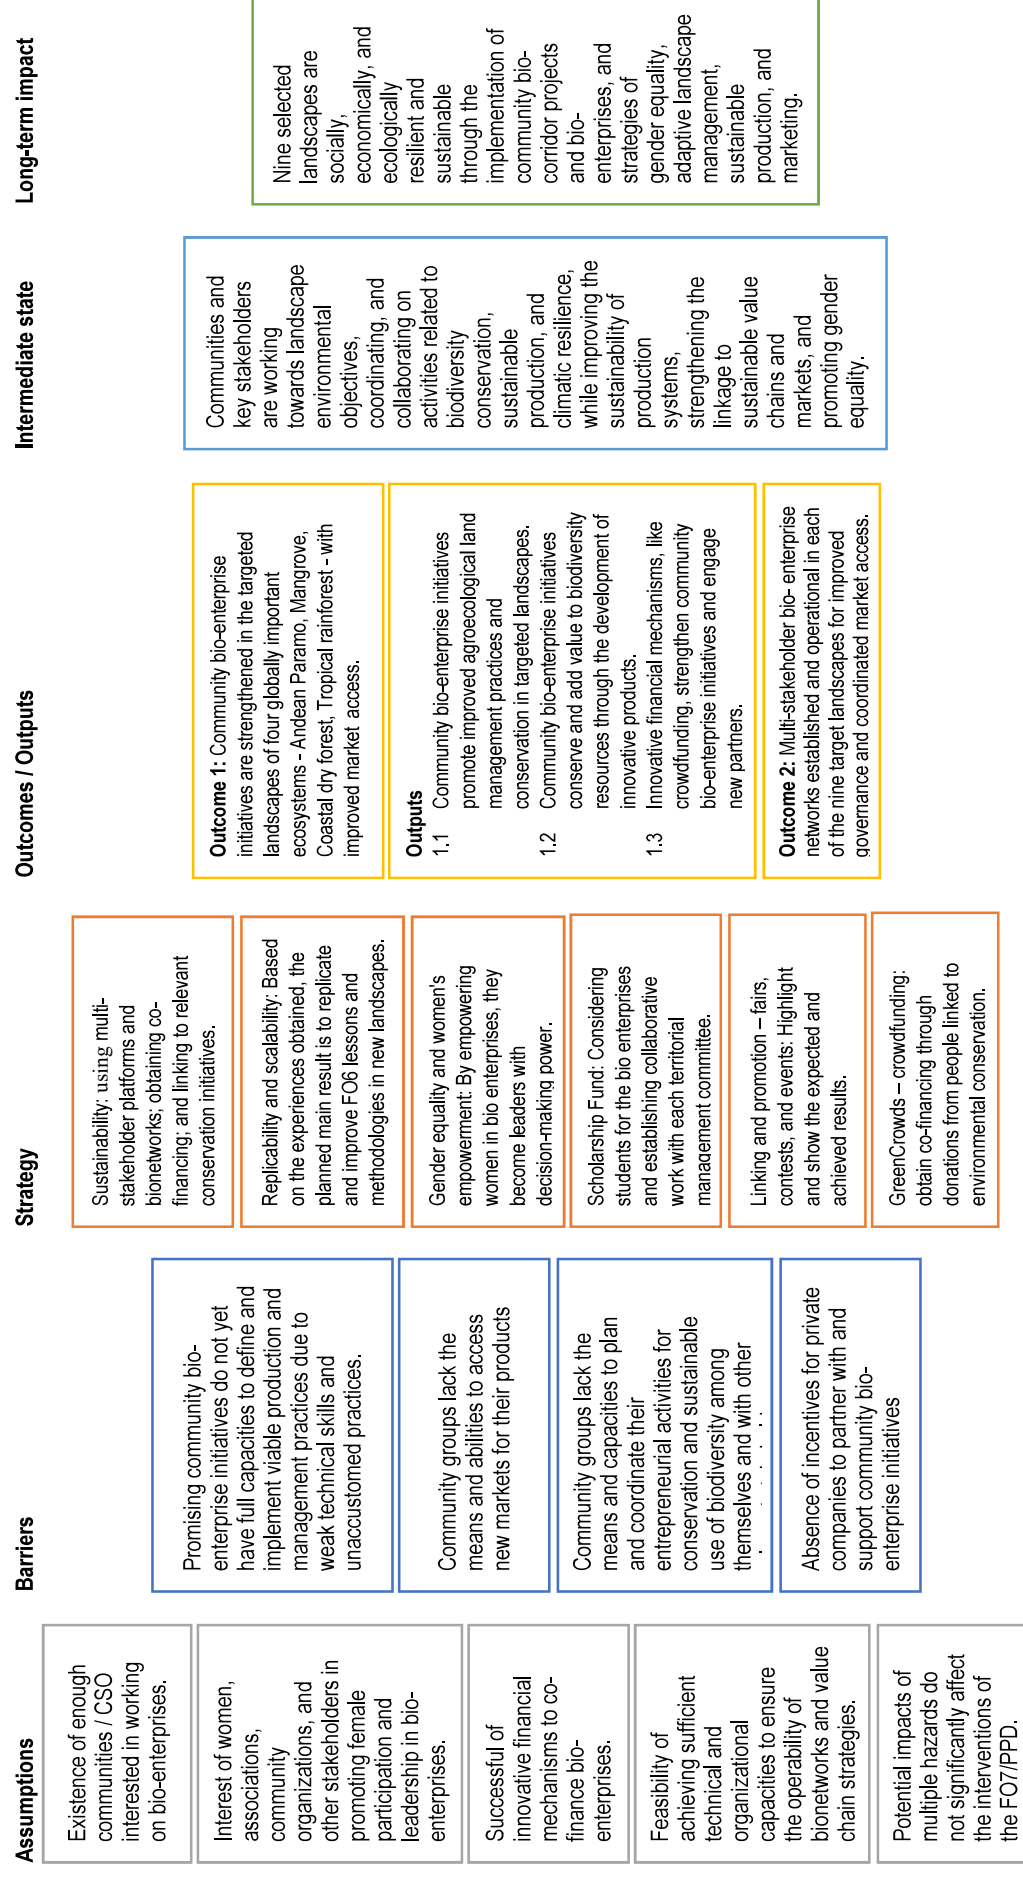 Assumptions
Existence of enough
communities / CSO
interested in working
on bio-enterprises.
Interest of women,
associations,
community
organizations, and
other stakeholders in
promoting female
participation and
leadership in bio-
enterprises.
Successful of
innovative financial
mechanisms to co-
finance bio-
enterprises.
Feasibility of
achieving sufficient
technical and
organizational
capacities to ensure
the operability of
bionetworks and value
chain strategies.
Potential impacts of
multiple hazards do
not significantly affect
the interventions of
the FO7/PPD.
Barriers
Promising community bio-
enterprise initiatives do not yet
have full capacities to define and
implement viable production and
management practices due to
weak technical skills and
unaccustomed practices.
Community groups lack the
means and abilities to access
new markets for their products
Community groups lack the
means and capacities to plan
and coordinate their
entrepreneurial activities for
conservation and sustainable
use of biodiversity among
themselves and with other
Absence of incentives for private
companies to partner with and
support community bio-
enterprise initiatives
Strategy
Sustainability: using multi-
stakeholder platforms and
bionetworks; obtaining co-
financing; and linking to relevant
conservation initiatives.
Replicability and scalability: Based
on the experiences obtained, the
planned main result is to replicate
and improve FO6 lessons and
methodologies in new landscapes.
Gender equality and women's
empowerment: By empowering
women in bio enterprises, they
become leaders with
decision-making power.
Scholarship Fund: Considering
students for the bio enterprises
and establishing collaborative
work with each territorial
management committee.
Linking and promotion – fairs,
contests, and events: Highlight
and show the expected and
achieved results.
GreenCrowds – crowdfunding:
obtain co-financing through
donations from people linked to
environmental conservation.
Outcomes / Outputs
Outcome 1: Community bio-enterprise
initiatives are strengthened in the targeted
landscapes of four globally important
ecosystems - Andean Paramo, Mangrove,
Coastal dry forest, Tropical rainforest - with
improved market access.
Outputs
1.1 Community bio-enterprise initiatives
promote improved agroecological land
management practices and
conservation in targeted landscapes.
1.2 Community bio-enterprise initiatives
conserve and add value to biodiversity
resources through the development of
innovative products.
1.3 Innovative financial mechanisms, like
crowdfunding, strengthen community
bio-enterprise initiatives and engage
new partners.
Outcome 2: Multi-stakeholder bio- enterprise
networks established and operational in each
of the nine target landscapes for improved
governance and coordinated market access.
Intermediate state
Communities and
key stakeholders
are working
towards landscape
environmental
objectives,
coordinating, and
collaborating on
activities related to
biodiversity
conservation,
sustainable
production, and
climatic resilience,
while improving the
sustainability of
production
systems,
strengthening the
linkage to
sustainable value
chains and
markets, and
promoting gender
equality.
Long-term impact
Nine selected
landscapes are
socially,
economically, and
ecologically
resilient and
sustainable
through the
implementation of
community bio-
corridor projects
and bio-
enterprises, and
strategies of
gender equality,
adaptive landscape
management,
sustainable
production, and
marketing.